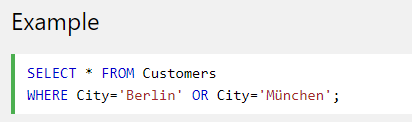 Example
SELECT * FROM Customers
WHERE City='Berlin' OR City='München';